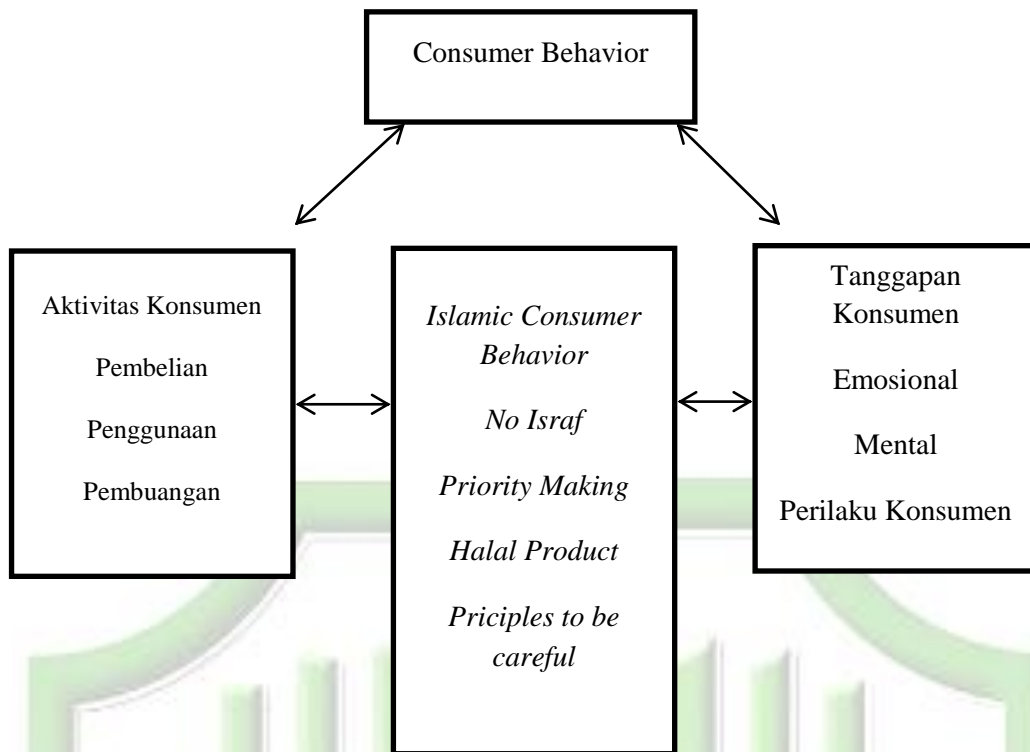 Consumer Behavior
Aktivitas Konsumen
Pembelian
Penggunaan
Pembuangan
Islamic Consumer
Behavior
No Israf
Priority Making
Halal Product
Priciples to be
careful
Tanggapan
Konsumen
Emosional
Mental
Perilaku Konsumen